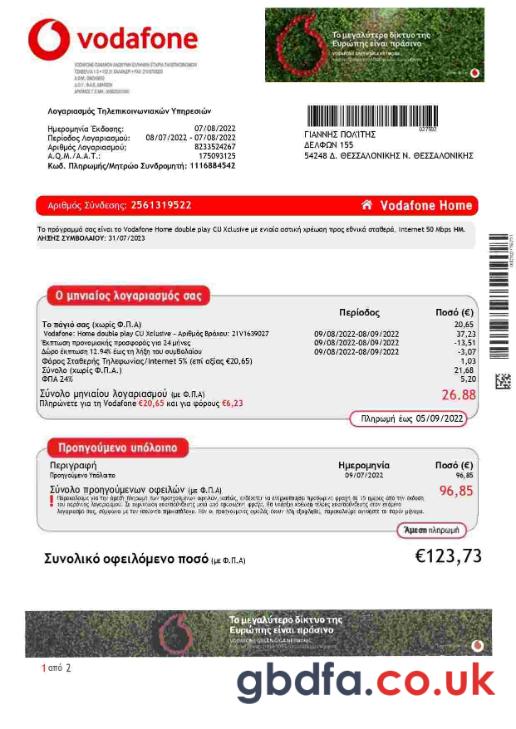 vodafone
Το μεγαλύτερο δίκτυο της
Ευρώπης είναι πράσινο
Λογαριασμός Τηλεπικοινωνιακών Υπηρεσιών
Ημερομηνία Έκδοσης: 07/08/2022
Περίοδος Λογαριασμού: 08/07/2022 - 07/08/2022
Αριθμός Λογαριασμού: 8233524267
Α.Φ.Μ./Α.Α.Τ.: 175093125
Κωδ. Πληρωμής/Μητρώο Συνδρομητή: 1116884542
ΓΙΑΝΝΗΣ ΠΟΛΙΤΗΣ
ΔΕΛΦΩΝ 155
54248 Δ. ΘΕΣΣΑΛΟΝΙΚΗΣ Ν. ΘΕΣΣΑΛΟΝΙΚΗΣ
Αριθμός Σύνδεσης: 2561319522
Vodafone Home
Το πρόγραμμά σας είναι το Vodafone Home double play CU Xclusive με ενιαία αστική χρέωση προς εθνικά σταθερά, Internet 50 Mbps ΗΜ.
ΛΗΞΗΣ ΣΥΜΒΟΛΑΙΟΥ: 31/07/2023
Ο μηνιαίος λογαριασμός σας
Περίοδος Ποσό (€)
Το πάγιό σας (χωρίς Φ.Π.Α) 20,65
Vodafone: Home double play CU Xclusive - Αριθμός Βρόχου: 21V1639027 09/08/2022-08/09/2022 37,23
Έκπτωση προνομιακής προσφοράς για 24 μήνες 09/08/2022-08/09/2022 -13,51
Δώρο έκπτωση 12.94% έως τη λήξη του συμβολαίου 09/08/2022-08/09/2022 -3,07
Φόρος Σταθερής Τηλεφωνίας/Internet 5% (επί αξίας €20,65) 1,03
Σύνολο (χωρίς Φ.Π.Α.) 21,68
ΦΠΑ 24% 5,20
Σύνολο μηνιαίου λογαριασμού (με Φ.Π.Α) 26.88
Πληρώνετε για τη Vodafone €20,65 και για φόρους €6,23
Πληρωμή έως 05/09/2022
Προηγούμενο υπόλοιπο
Περιγραφή Ημερομηνία Ποσό (€)
Προηγούμενο Υπόλοιπο 09/07/2022 96,85
Σύνολο προηγούμενων οφειλών (με Φ.Π.Α) 96,85
Άμεση πληρωμή
Συνολικό οφειλόμενο ποσό (με Φ.Π.Α) €123,73
Το μεγαλύτερο δίκτυο της
Ευρώπης είναι πράσινο
1 από 2
gbdfa.co.uk